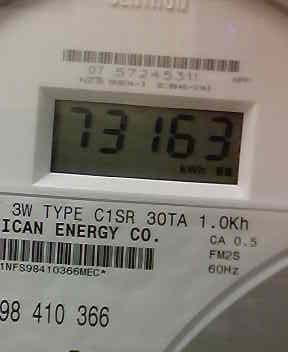 07 57245311
73163
kWh
3W TYPE C1SR 30TA 1.0Kh
ICAN ENERGY CO.
CA 0.5
FM2S
60Hz
1NFS98410366MEC*
98 410 366